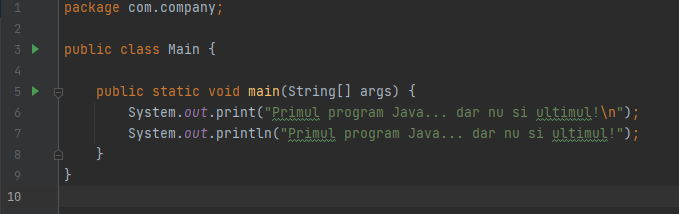 1 package com.company;
2
3 public class Main {
4
5     public static void main(String[] args) {
6         System.out.print("Primul program Java... dar nu si ultimul!\n");
7         System.out.println("Primul program Java... dar nu si ultimul!");
8     }
9 }
10